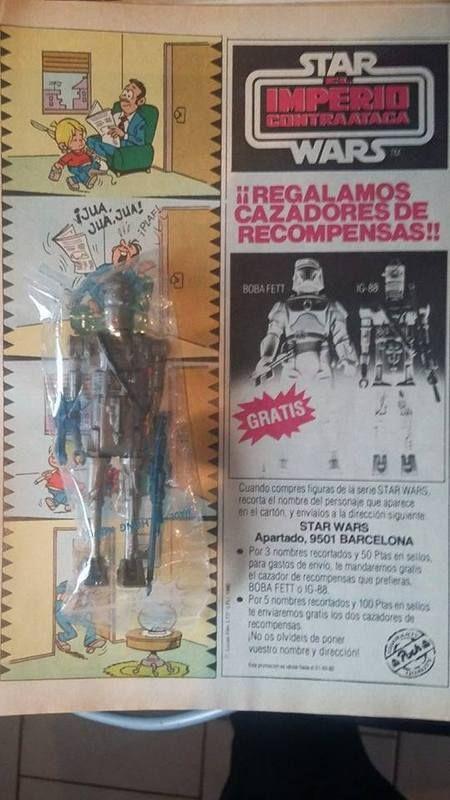 ¡JUA,
JUA, JUA!
¡PLAF!
STAR
EL
IMPERIO
CONTRAATACA
WARS TM
¡¡REGALAMOS
CAZADORES DE
RECOMPENSAS!!
BOBA FETT
IG-88
GRATIS
Cuando compres figuras de la serie STAR WARS,
recorta el nombre del personaje que aparece
en el cartón, y envíalos a la dirección siguiente:
STAR WARS
Apartado, 9501 BARCELONA
• Por 3 nombres recortados y 50 Ptas en sellos,
para gastos de envío, te mandaremos gratis
el cazador de recompensas que prefieras,
BOBA FETT o IG-88.
• Por 5 nombres recortados y 100 Ptas en sellos
te enviaremos gratis los dos cazadores de
recompensas.
¡No os olvidéis de poner
vuestro nombre y dirección!
Poch